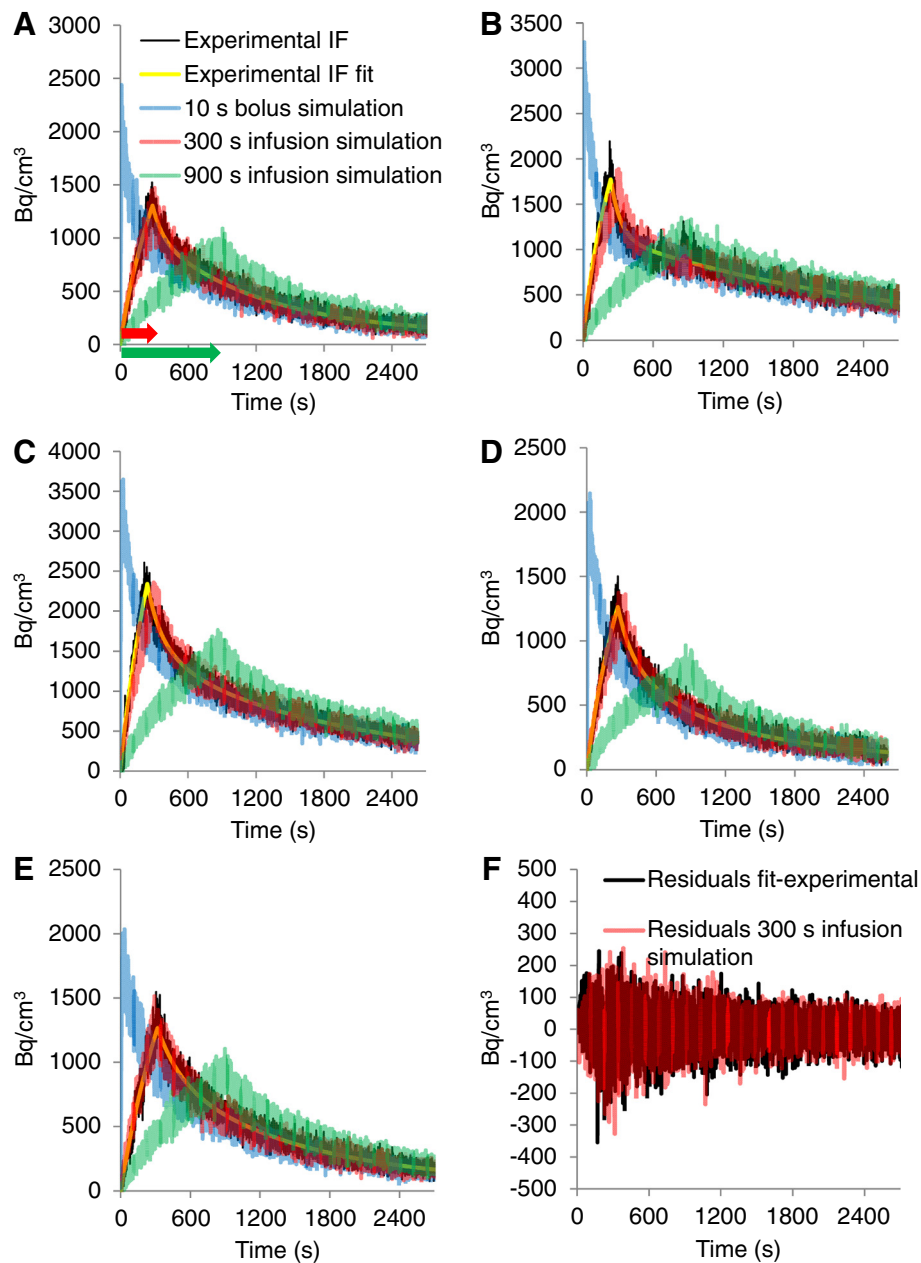 A
3000
2500
2000
1500
1000
500
0
Bq/cm³
Experimental IF
Experimental IF fit
10 s bolus simulation
300 s infusion simulation
900 s infusion simulation
0 600 1200 1800 2400
Time (s)
B
3500
3000
2500
2000
1500
1000
500
0
Bq/cm³
0 600 1200 1800 2400
Time (s)
C
4000
3500
3000
2500
2000
1500
1000
500
0
Bq/cm³
0 600 1200 1800 2400
Time (s)
D
2500
2000
1500
1000
500
0
Bq/cm³
0 600 1200 1800 2400
Time (s)
E
2500
2000
1500
1000
500
0
Bq/cm³
0 600 1200 1800 2400
Time (s)
F
500
400
300
200
100
0
-100
-200
-300
-400
-500
Bq/cm³
Residuals fit-experimental
Residuals 300 s infusion
simulation
0 600 1200 1800 2400
Time (s)